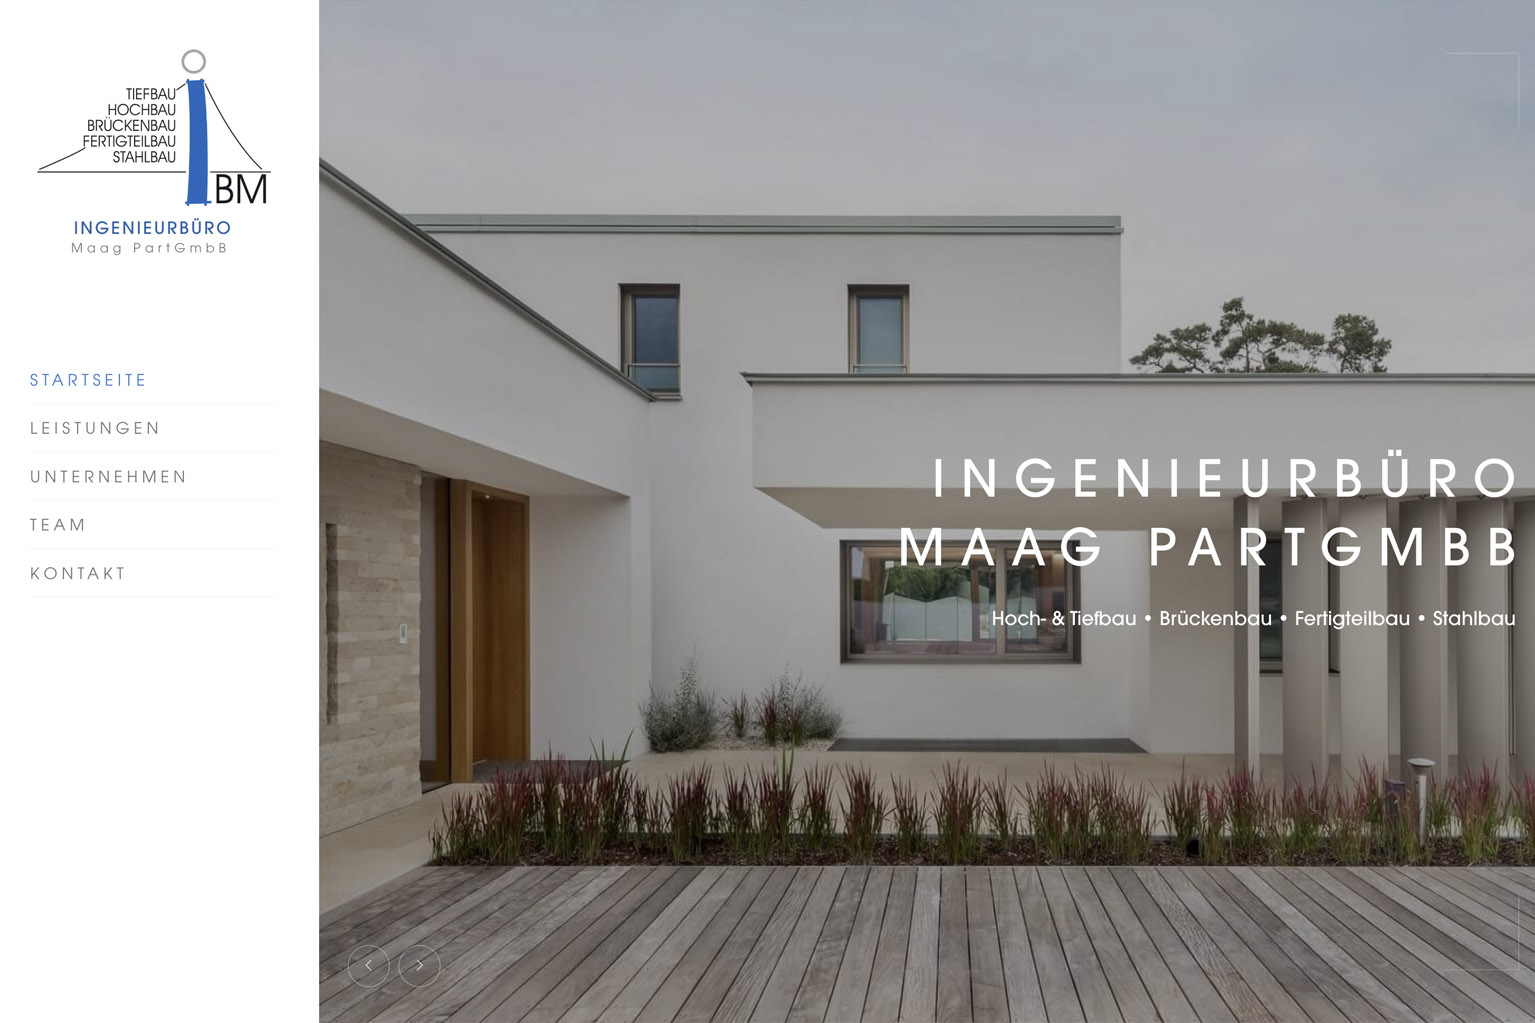 TIEFBAU
HOCHBAU
BRÜCKENBAU
FERTIGTEILBAU
STAHLBAU
IBM
INGENIEURBÜRO
Maag PartGmbB
STARTSEITE
LEISTUNGEN
UNTERNEHMEN
TEAM
KONTAKT
INGENIEURBÜRO
MAAG PARTGMBB
Hoch- & Tiefbau • Brückenbau • Fertigteilbau • Stahlbau